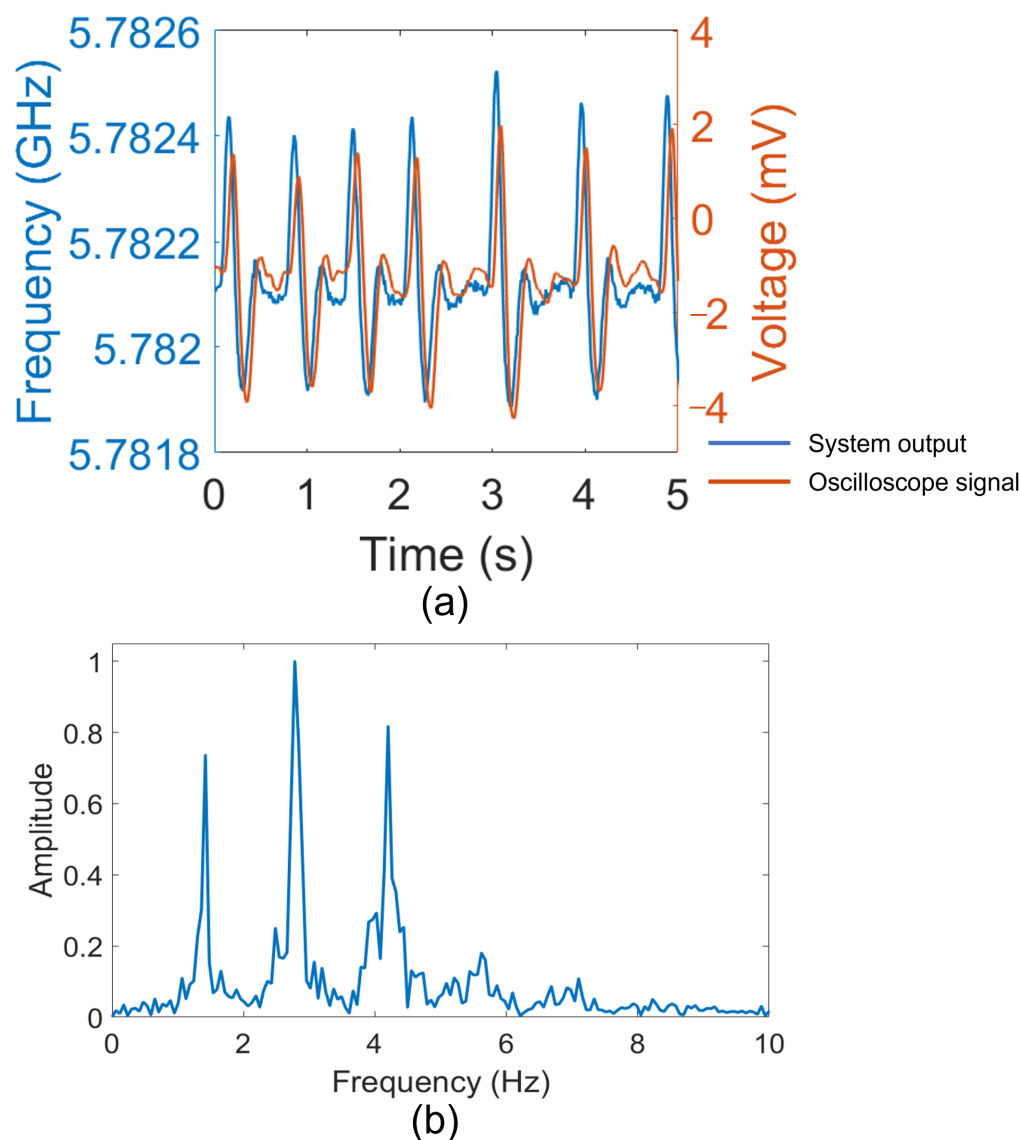 5.7826
5.7824
5.7822
5.782
5.7818
Frequency (GHz)
4
2
0
−2
−4
Voltage (mV)
0 1 2 3 4 5
Time (s)
System output
Oscilloscope signal
(a)
1
0.8
0.6
0.4
0.2
0
Amplitude
0 2 4 6 8 10
Frequency (Hz)
(b)